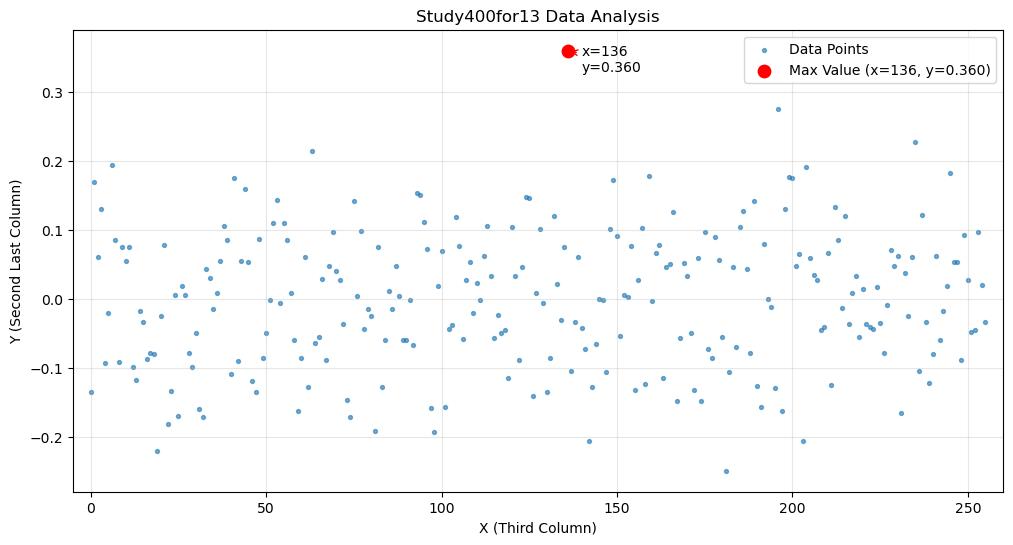 Study400for13 Data Analysis
x=136
y=0.360
Data Points
Max Value (x=136, y=0.360)
0.3
0.2
0.1
0.0
−0.1
−0.2
Y (Second Last Column)
0
50
100
150
200
250
X (Third Column)